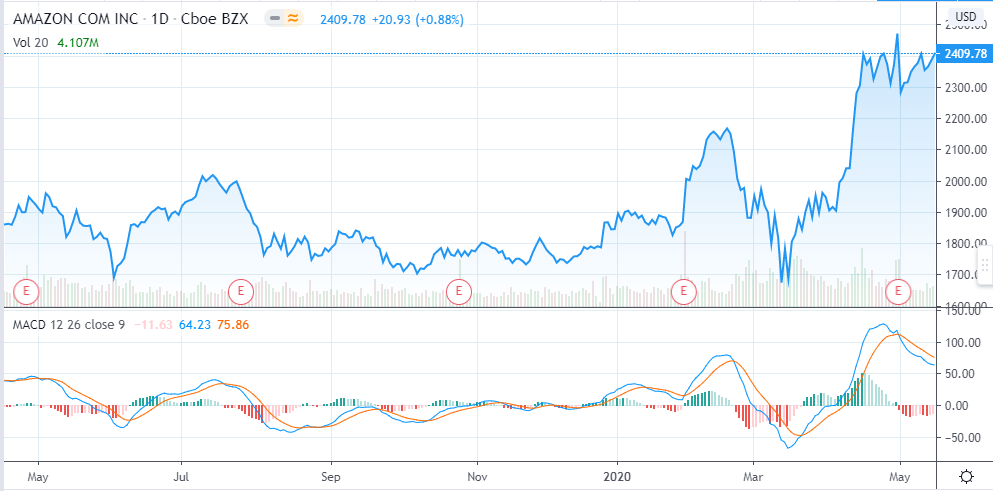 AMAZON COM INC · 1D · Cboe BZX 2409.78 +20.93 (+0.88%)
USD
Vol 20 4.107M
2409.78
2300.00
2200.00
2100.00
2000.00
1900.00
1800.00
1700.00
1600.00
E E E E E
MACD 12 26 close 9 −11.63 64.23 75.86
150.00
100.00
50.00
0.00
−50.00
May Jul Sep Nov 2020 Mar May